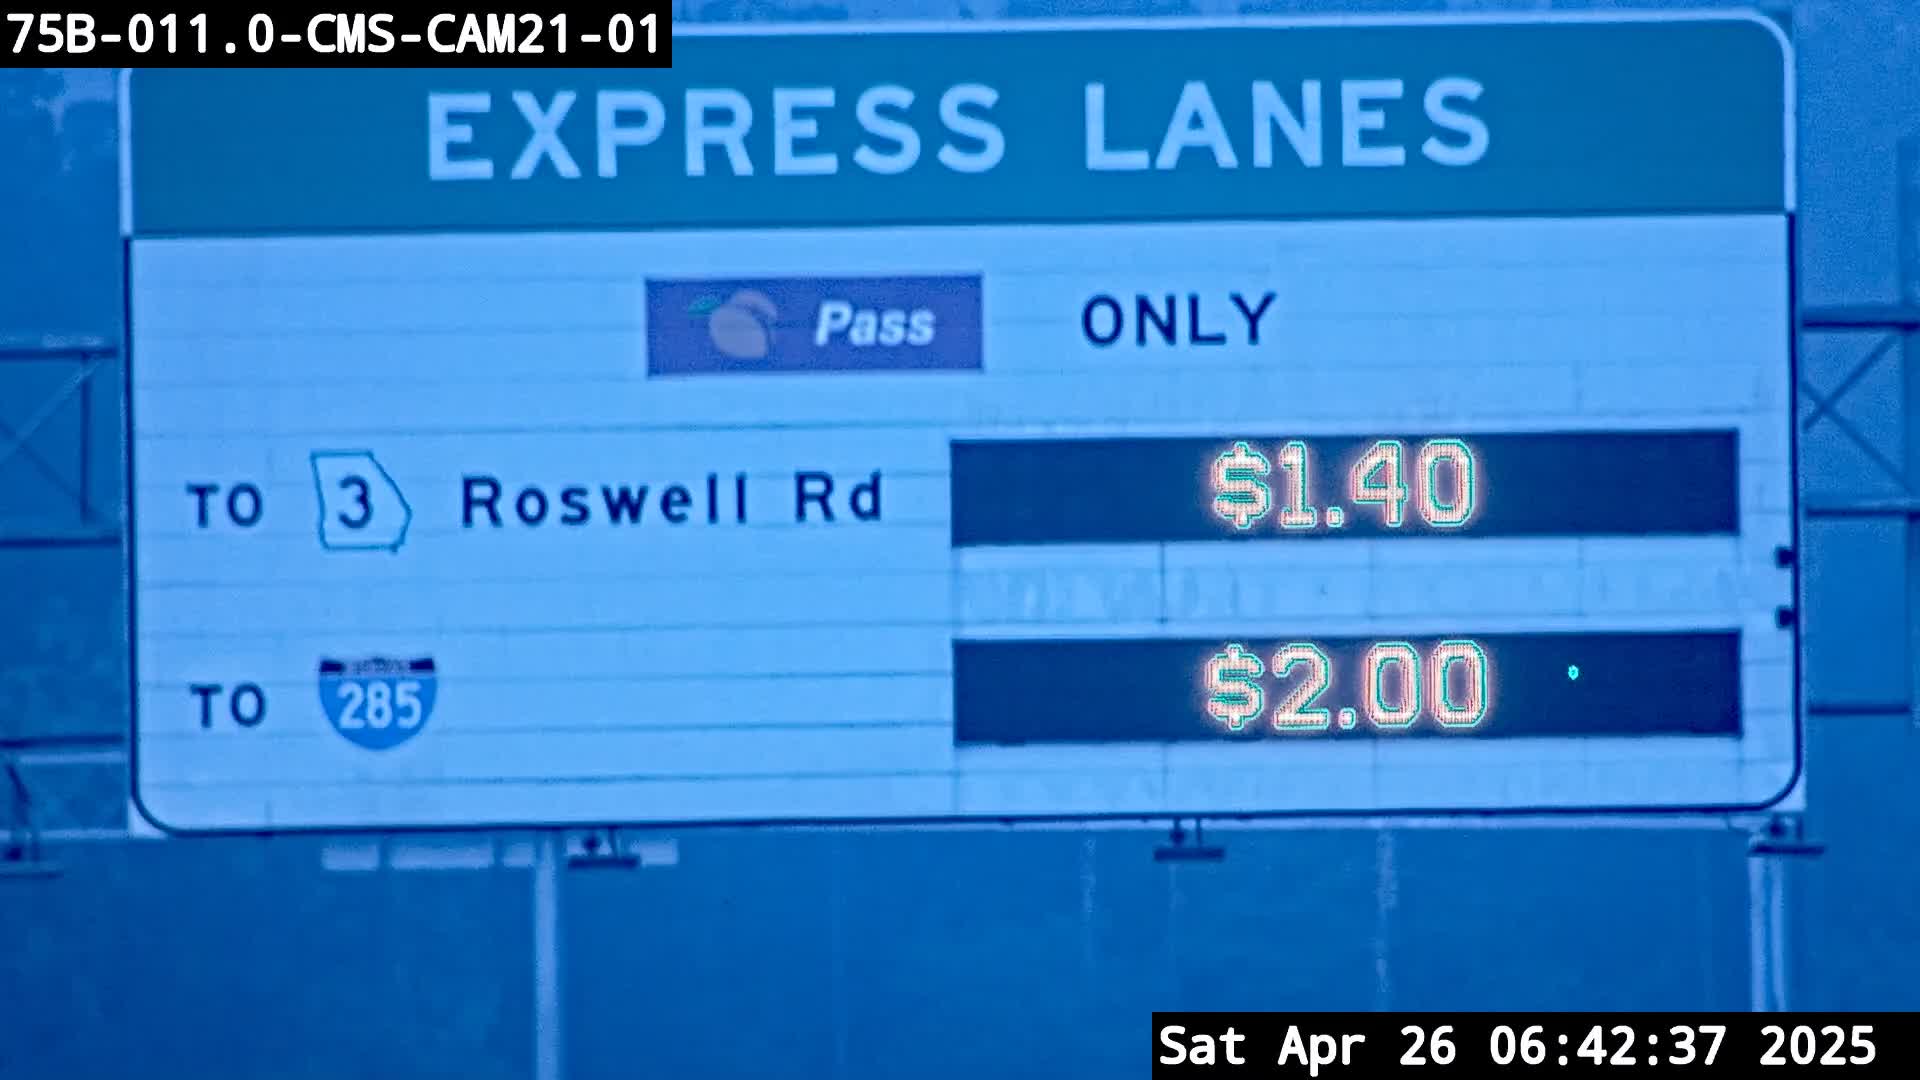 75B-011.0-CMS-CAM21-01
EXPRESS LANES
Pass ONLY
TO 3 Roswell Rd $1.40
TO 285 $2.00
Sat Apr 26 06:42:37 2025